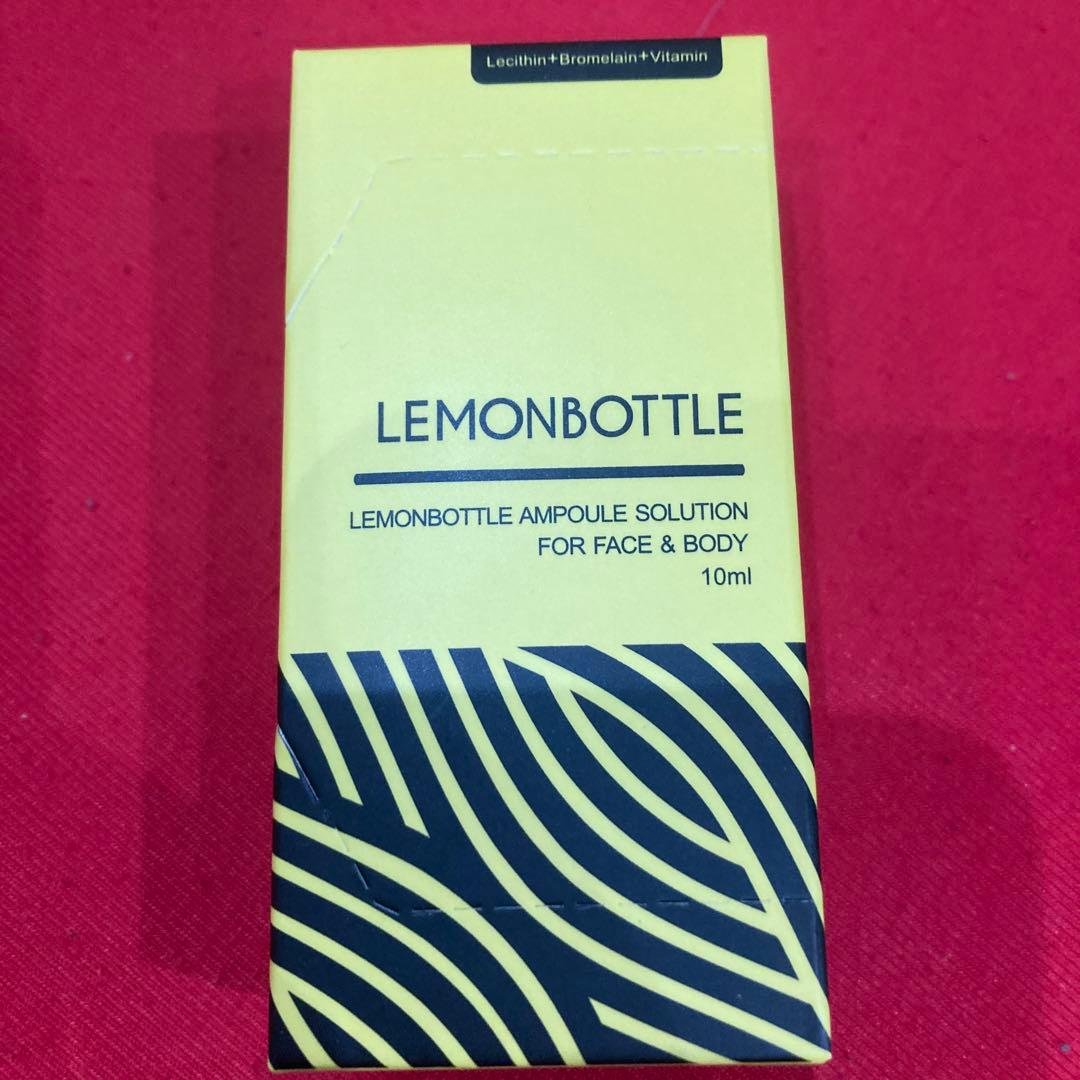 Lecithin+Bromelain+Vitamin
LEMONBOTTLE
LEMONBOTTLE AMPOULE SOLUTION
FOR FACE & BODY
10ml